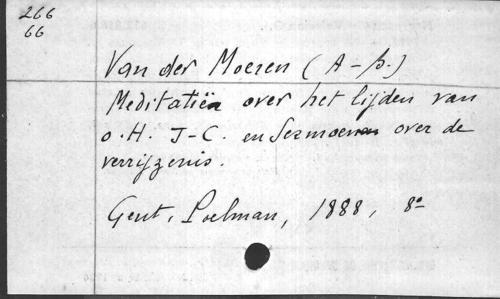 266
66
Van der Moeren (A-B.)
Meditatiën over het lijden van
o.H. J-C. en Sermoenen over de
verrijzenis.
Gent, Poelman, 1888, 8°